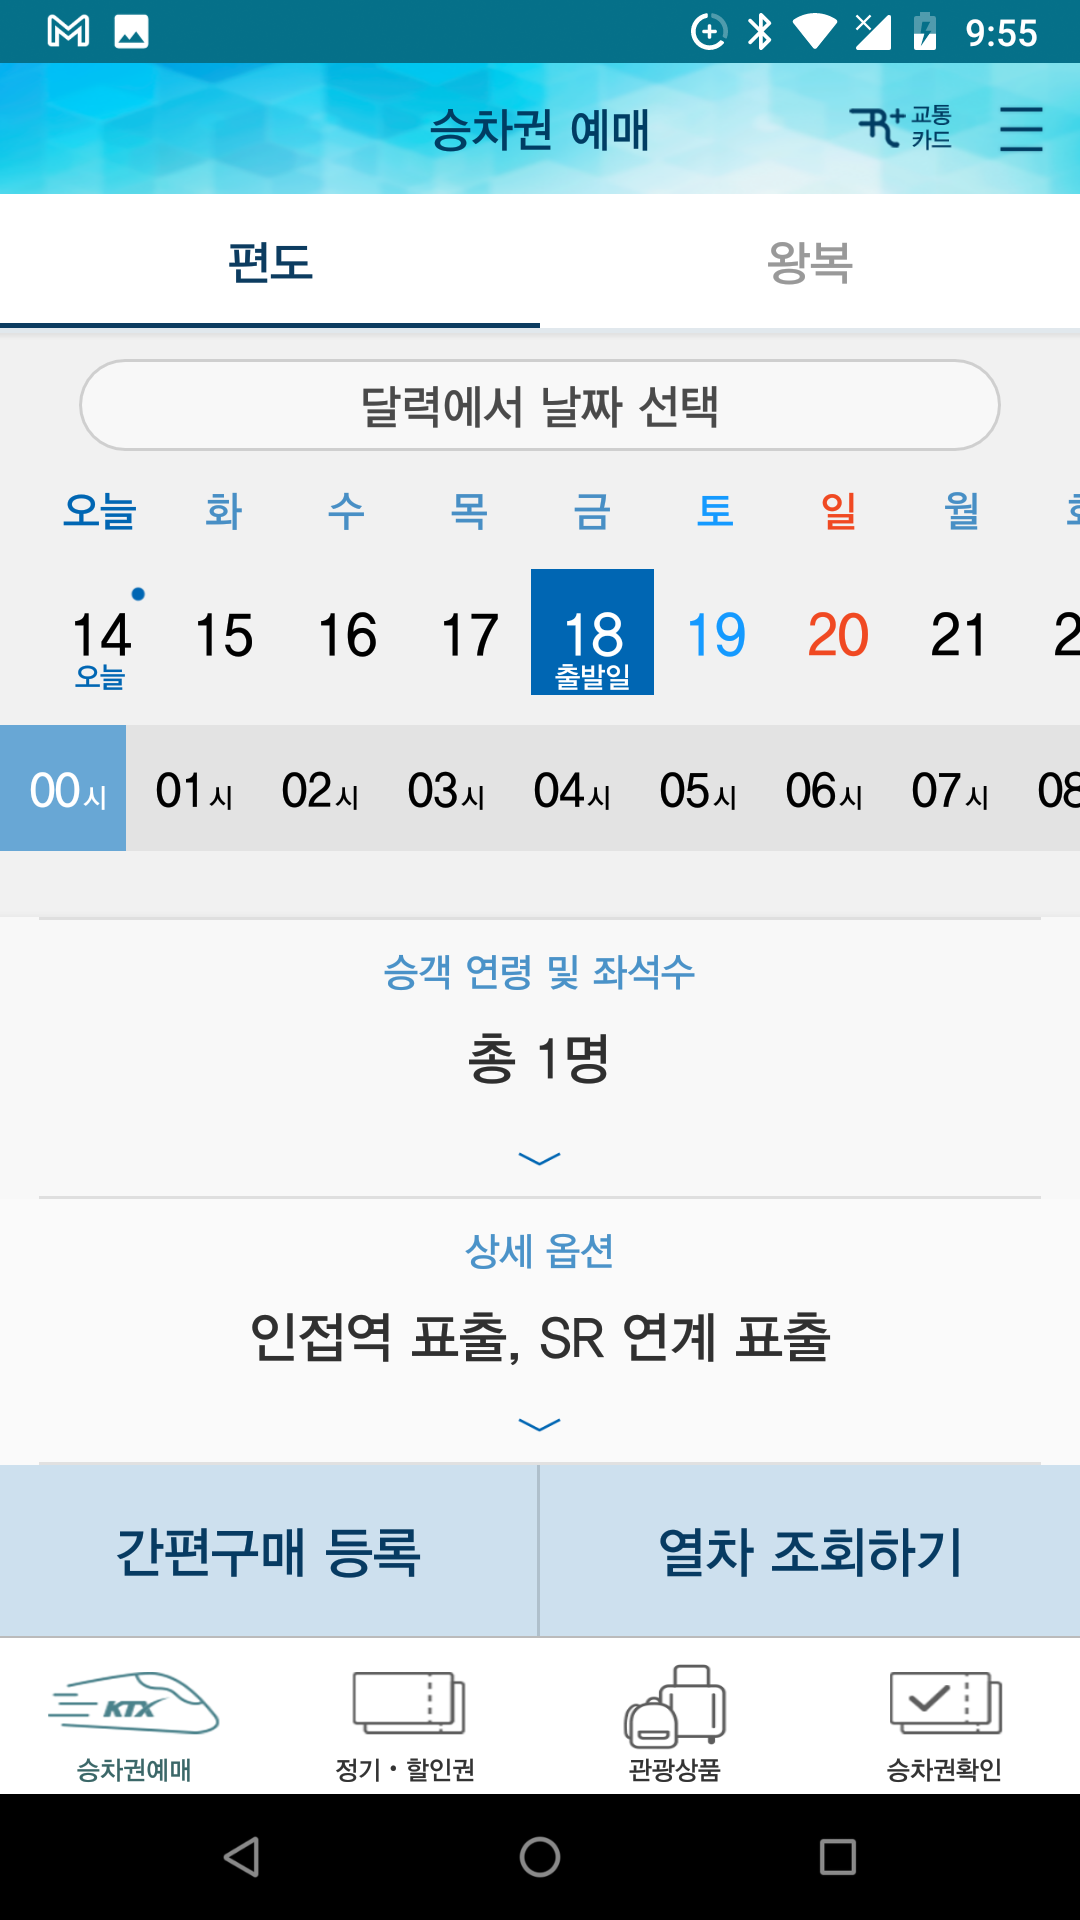 9:55
승차권 예매
R+ 교통
카드
편도 왕복
달력에서 날짜 선택
오늘 화 수 목 금 토 일 월
14 15 16 17 18 19 20 21
오늘 출발일
00시 01시 02시 03시 04시 05시 06시 07시 08
승객 연령 및 좌석수
총 1명
상세 옵션
인접역 표출, SR 연계 표출
간편구매 등록 열차 조회하기
KTX
승차권예매 정기·할인권 관광상품 승차권확인